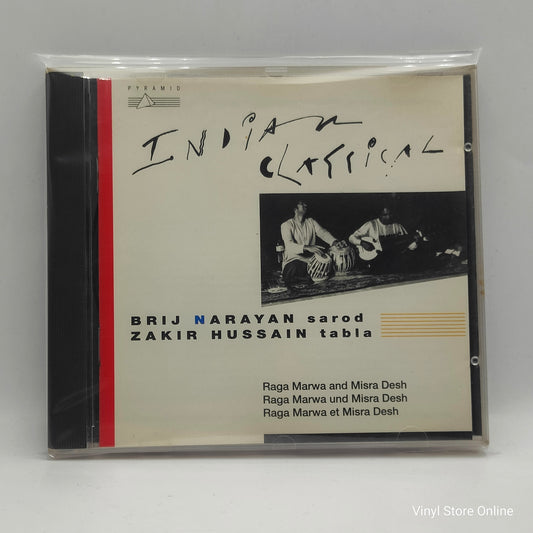 PYRAMID
INDIAN
CLASSICAL
BRIJ NARAYAN sarod
ZAKIR HUSSAIN tabla
Raga Marwa and Misra Desh
Raga Marwa und Misra Desh
Raga Marwa et Misra Desh
Vinyl Store Online